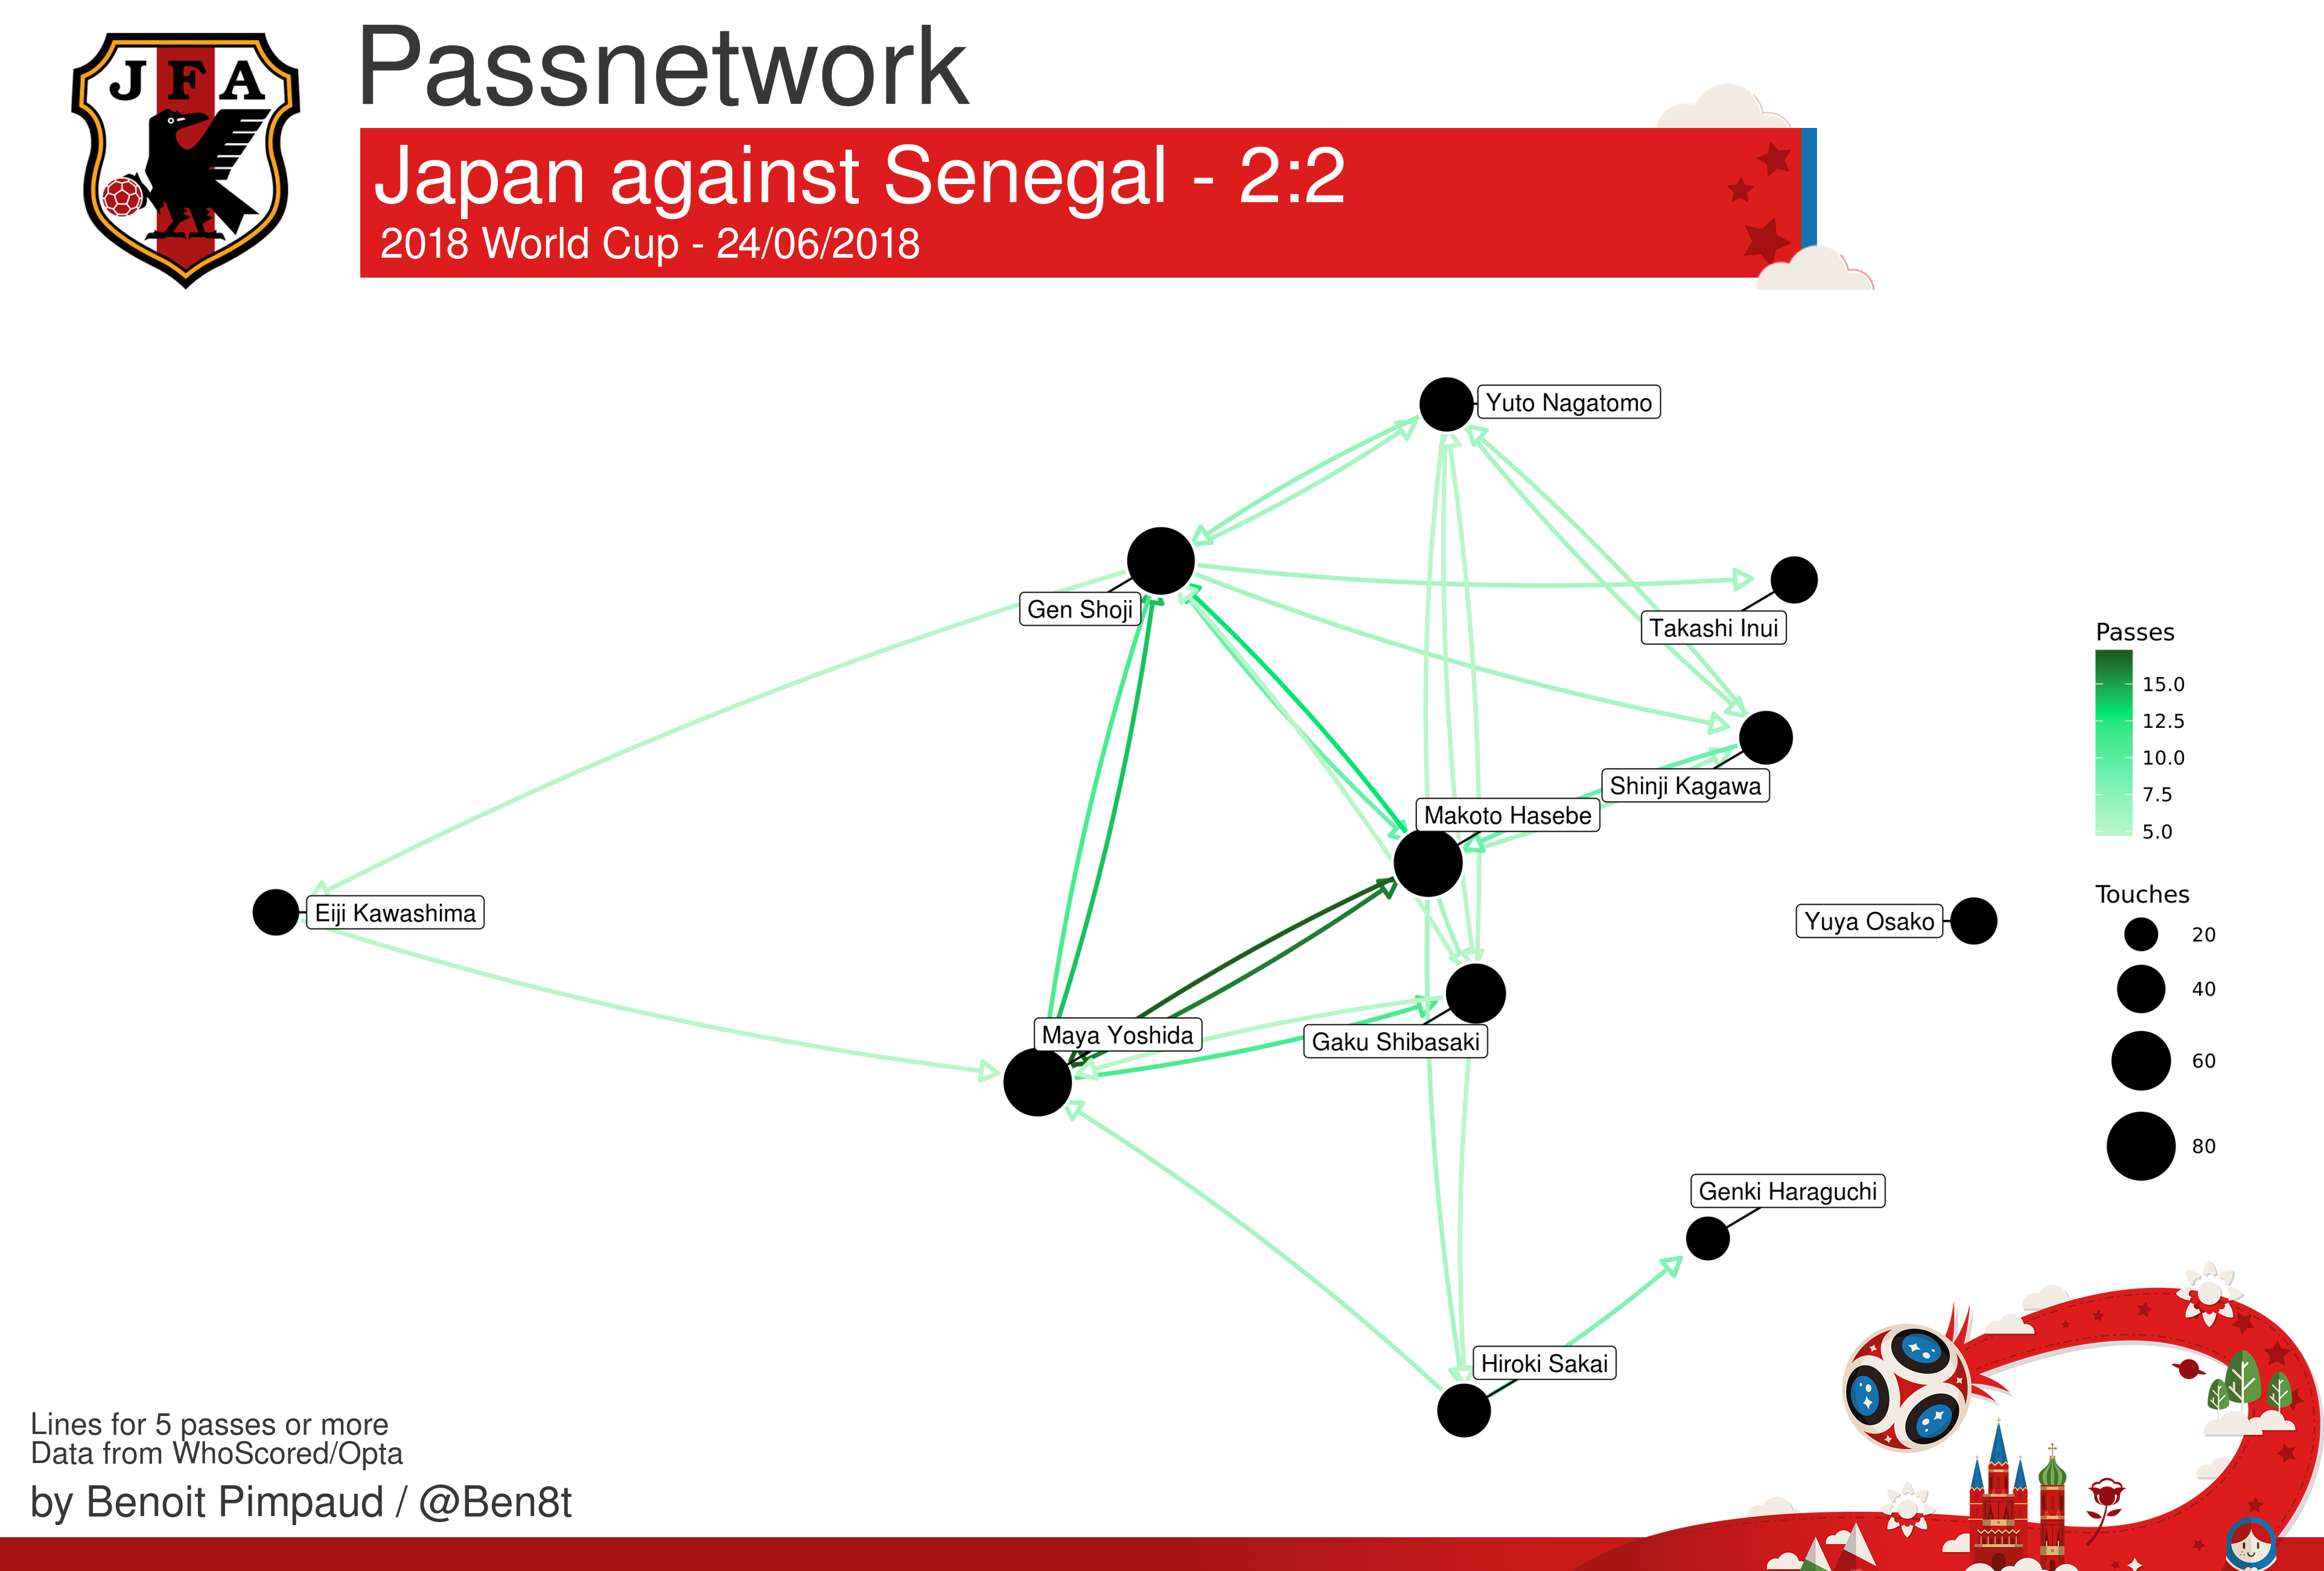 JFA
Passnetwork
Japan against Senegal - 2:2
2018 World Cup - 24/06/2018
Yuto Nagatomo
Gen Shoji
Takashi Inui
Shinji Kagawa
Makoto Hasebe
Eiji Kawashima
Yuya Osako
Maya Yoshida
Gaku Shibasaki
Genki Haraguchi
Hiroki Sakai
Passes
15.0
12.5
10.0
7.5
5.0
Touches
20
40
60
80
Lines for 5 passes or more
Data from WhoScored/Opta
by Benoit Pimpaud / @Ben8t